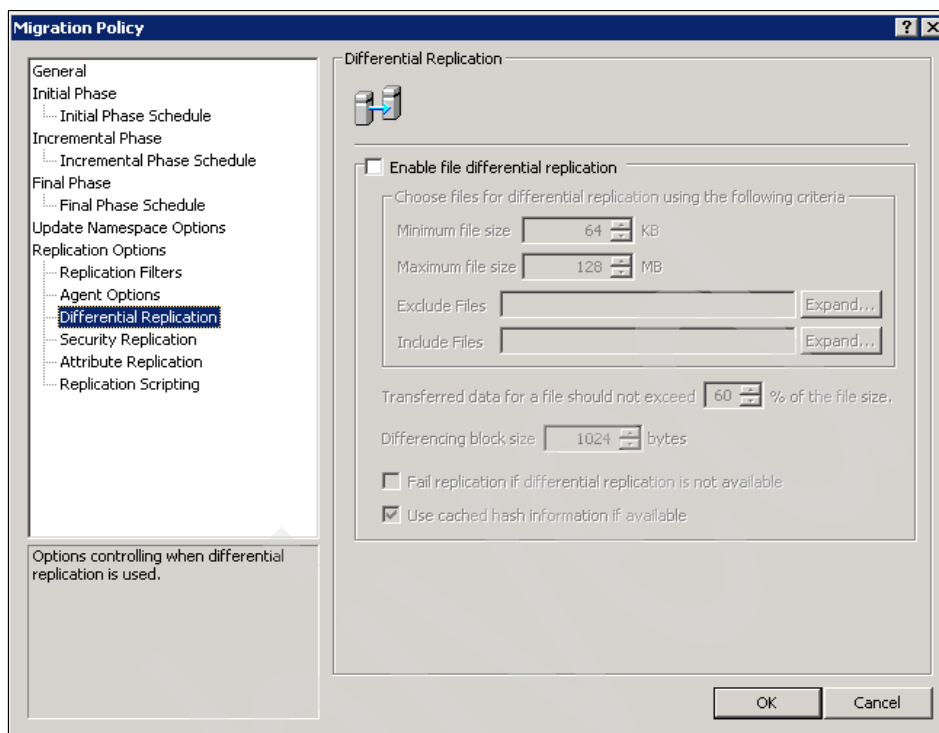 Migration Policy
General
Initial Phase
Initial Phase Schedule
Incremental Phase
Incremental Phase Schedule
Final Phase
Final Phase Schedule
Update Namespace Options
Replication Options
Replication Filters
Agent Options
Differential Replication
Security Replication
Attribute Replication
Replication Scripting
Options controlling when differential
replication is used.
Differential Replication
Enable file differential replication
Choose files for differential replication using the following criteria
Minimum file size 64 KB
Maximum file size 128 MB
Exclude Files Expand...
Include Files Expand...
Transferred data for a file should not exceed 60 % of the file size.
Differencing block size 1024 bytes
Fail replication if differential replication is not available
Use cached hash information if available
OK Cancel